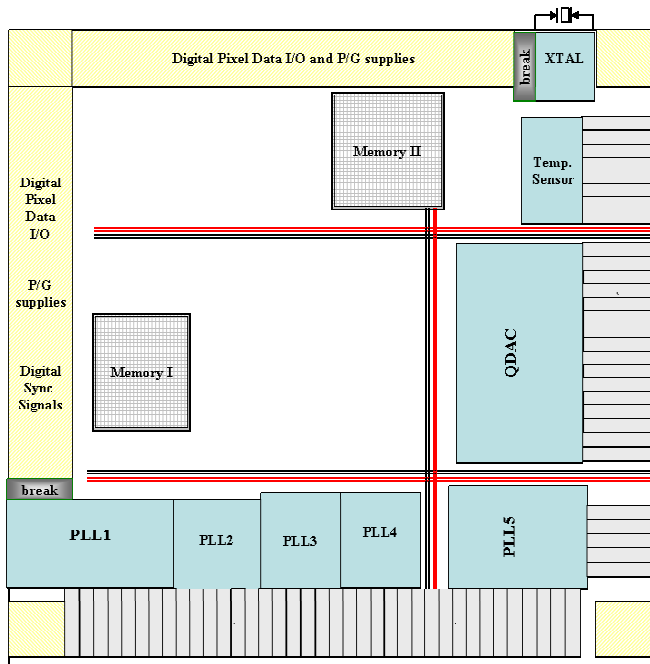 Digital Pixel Data I/O and P/G supplies
break
XTAL
Memory II
Temp.
Sensor
Digital
Pixel
Data
I/O
P/G
supplies
QDAC
Memory I
Digital
Sync
Signals
break
PLL1
PLL2
PLL3
PLL4
PLL5